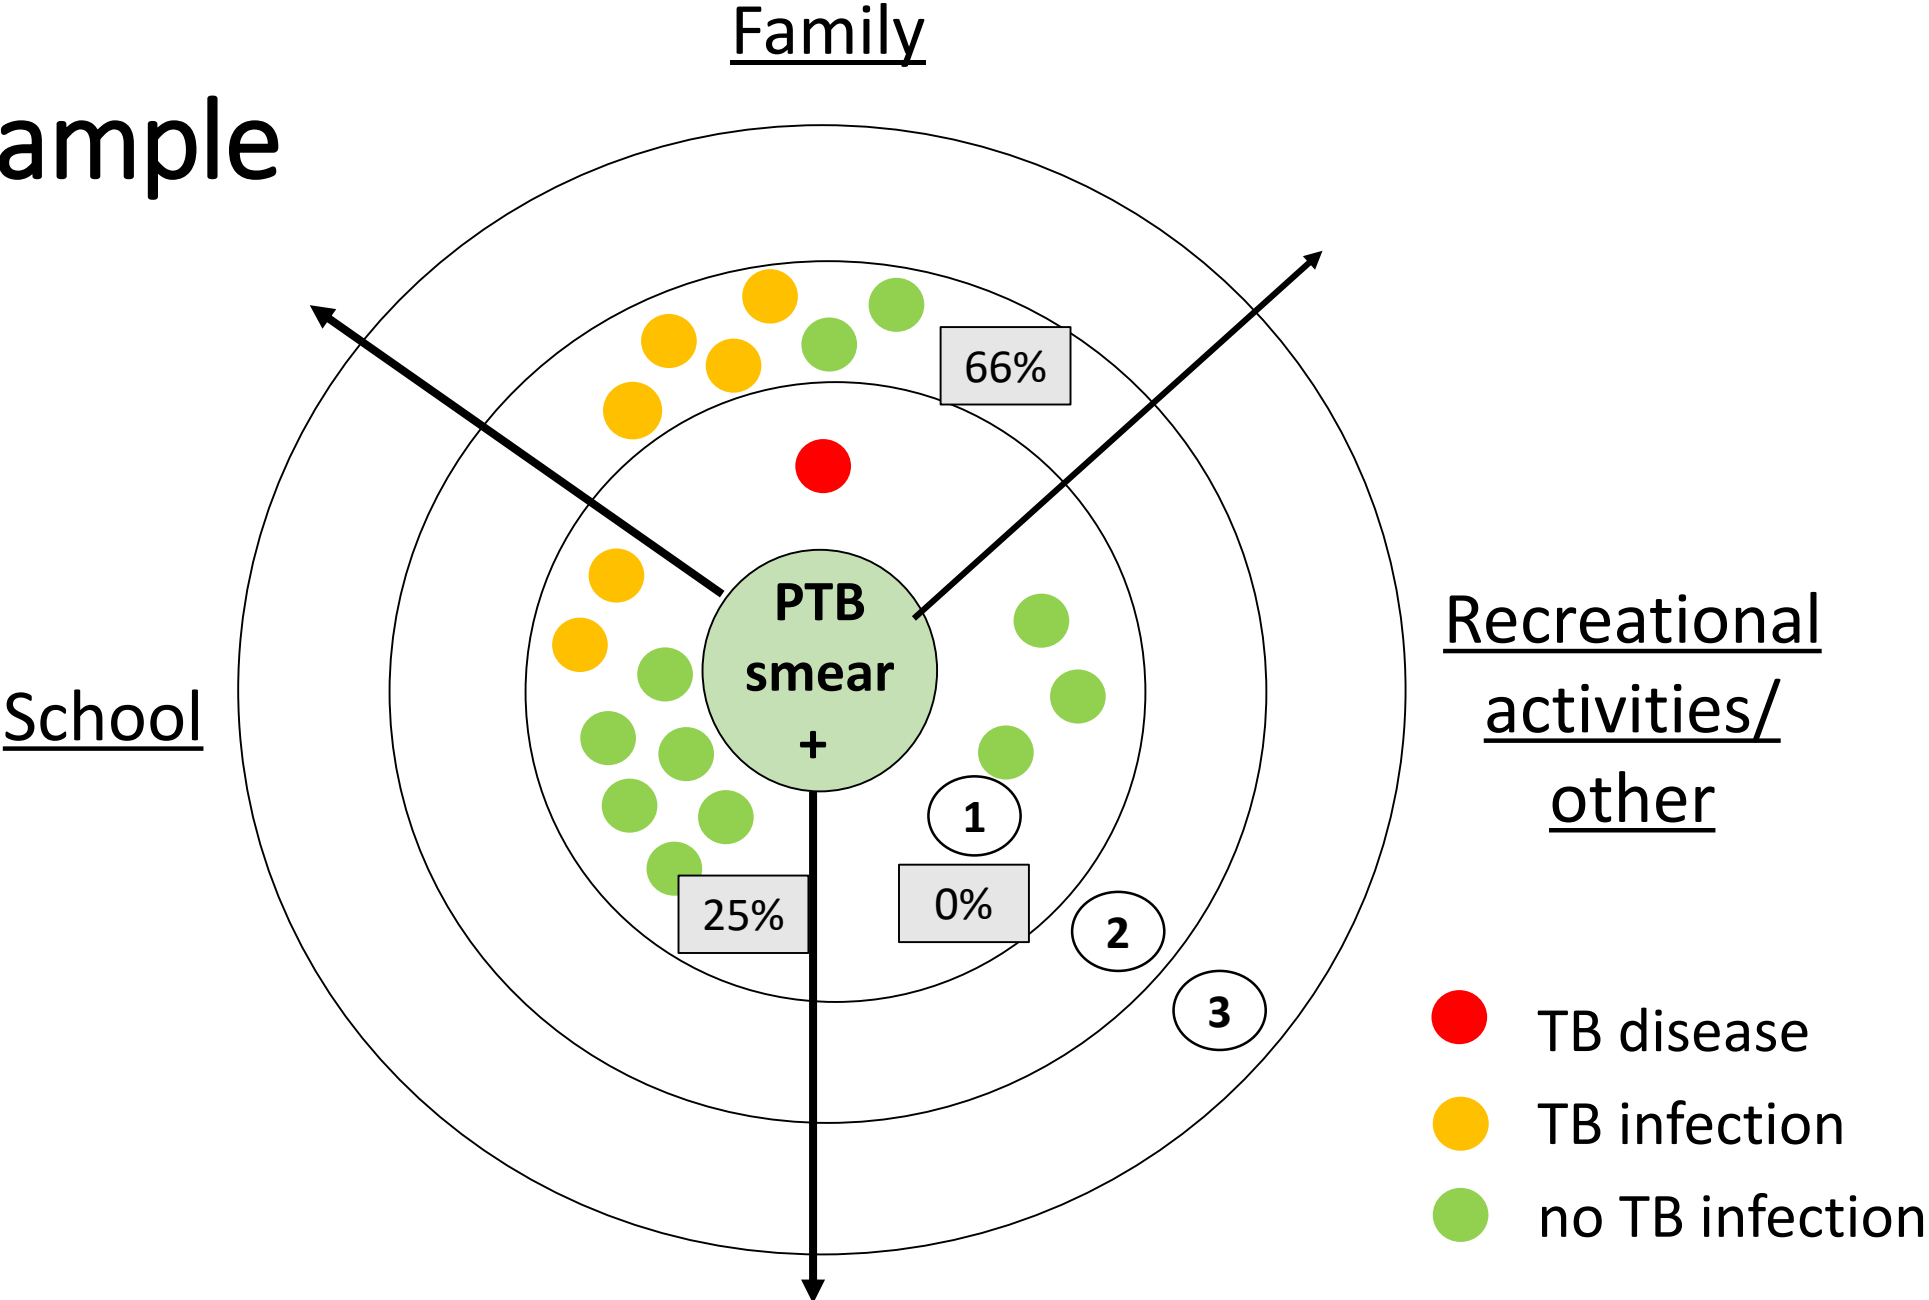 Family
ample
66%
PTB
smear
+
School
Recreational
activities/
other
1
0%
25%
2
3
TB disease
TB infection
no TB infection